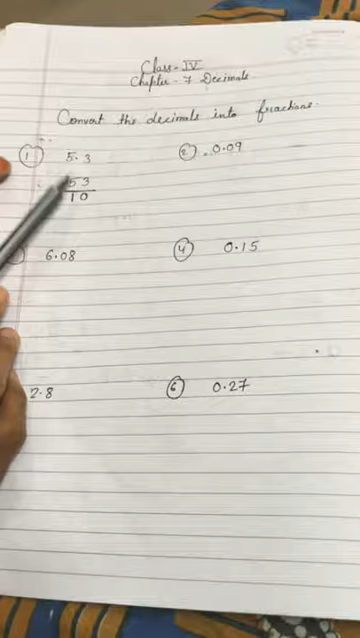 Class - IV
Chapter - 7 Decimals
Convert the decimals into fractions.
1 5.3
53
10
2 0.09
6.08
4 0.15
2.8
6 0.27